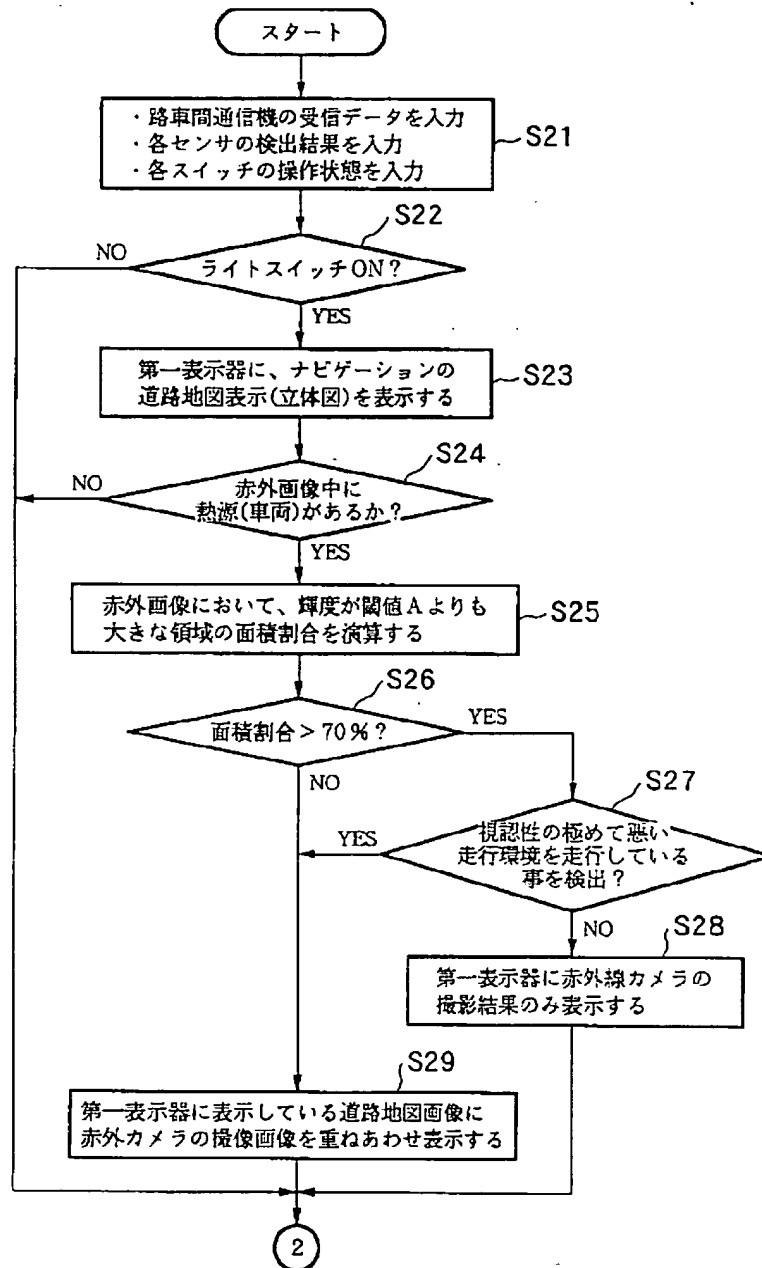 スタート
・路車間通信機の受信データを入力
・各センサの検出結果を入力
・各スイッチの操作状態を入力
S21
S22
ライトスイッチON？
NO
YES
第一表示器に、ナビゲーションの
道路地図表示(立体図)を表示する
S23
S24
赤外画像中に
熱源(車両)があるか？
NO
YES
赤外画像において、輝度が閾値Aよりも
大きな領域の面積割合を演算する
S25
S26
面積割合＞70％？
YES
NO
S27
視認性の極めて悪い
走行環境を走行している
事を検出？
YES
NO
S28
第一表示器に赤外線カメラの
撮影結果のみ表示する
S29
第一表示器に表示している道路地図画像に
赤外カメラの撮像画像を重ねあわせ表示する
2